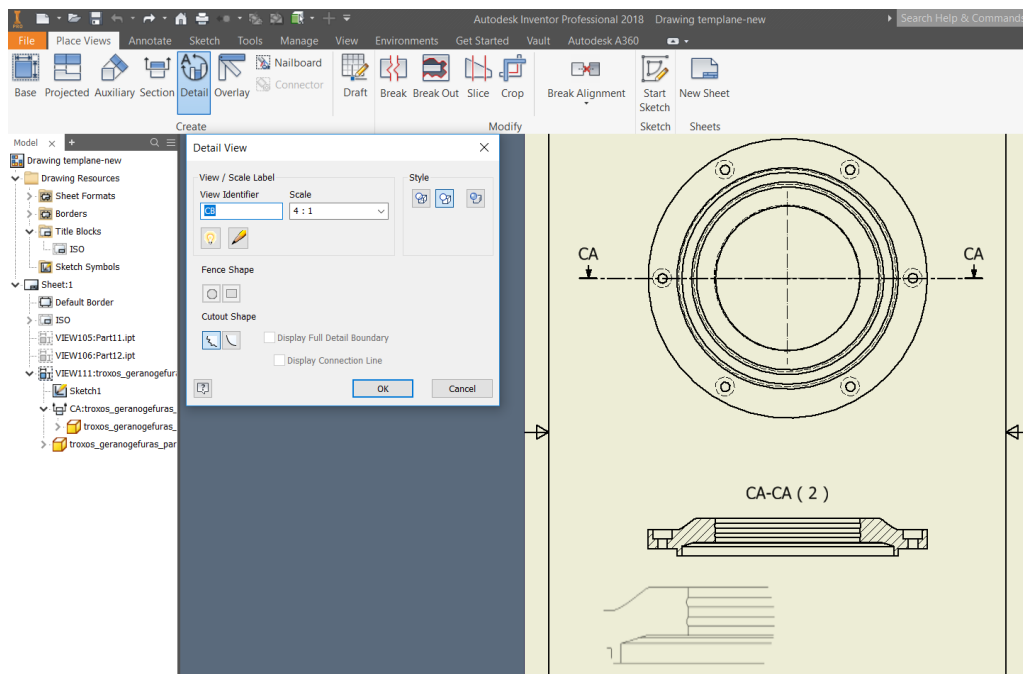 PRO
Autodesk Inventor Professional 2018 Drawing templane-new
Search Help & Commands
File Place Views Annotate Sketch Tools Manage View Environments Get Started Vault Autodesk A360
Nailboard
Connector
Base Projected Auxiliary Section Detail Overlay Draft Break Break Out Slice Crop Break Alignment Start Sketch New Sheet
Create Modify Sketch Sheets
Model × +
Drawing templane-new
Drawing Resources
Sheet Formats
Borders
Title Blocks
ISO
Sketch Symbols
Sheet:1
Default Border
ISO
VIEW105:Part11.ipt
VIEW106:Part12.ipt
VIEW111:troxos_geranogefur
Sketch1
CA:troxos_geranogefuras_
troxos_geranogefuras_
troxos_geranogefuras_par
Detail View
View / Scale Label
View Identifier Scale
CB 4 : 1
Style
Fence Shape
Cutout Shape
Display Full Detail Boundary
Display Connection Line
OK Cancel
CA CA
CA-CA ( 2 )